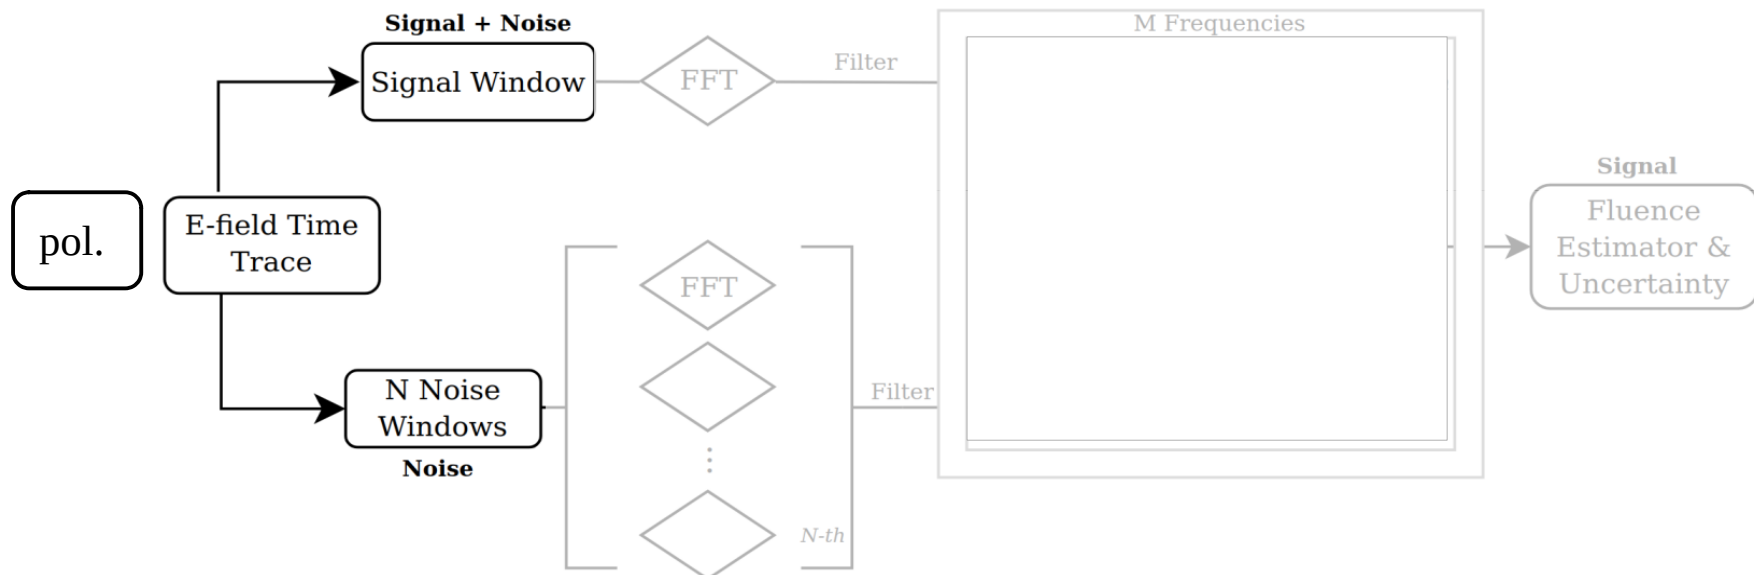 Signal + Noise
Signal Window
FFT
Filter
M Frequencies
pol.
E-field Time
Trace
FFT
N Noise
Windows
Noise
N-th
Filter
Signal
Fluence
Estimator &
Uncertainty